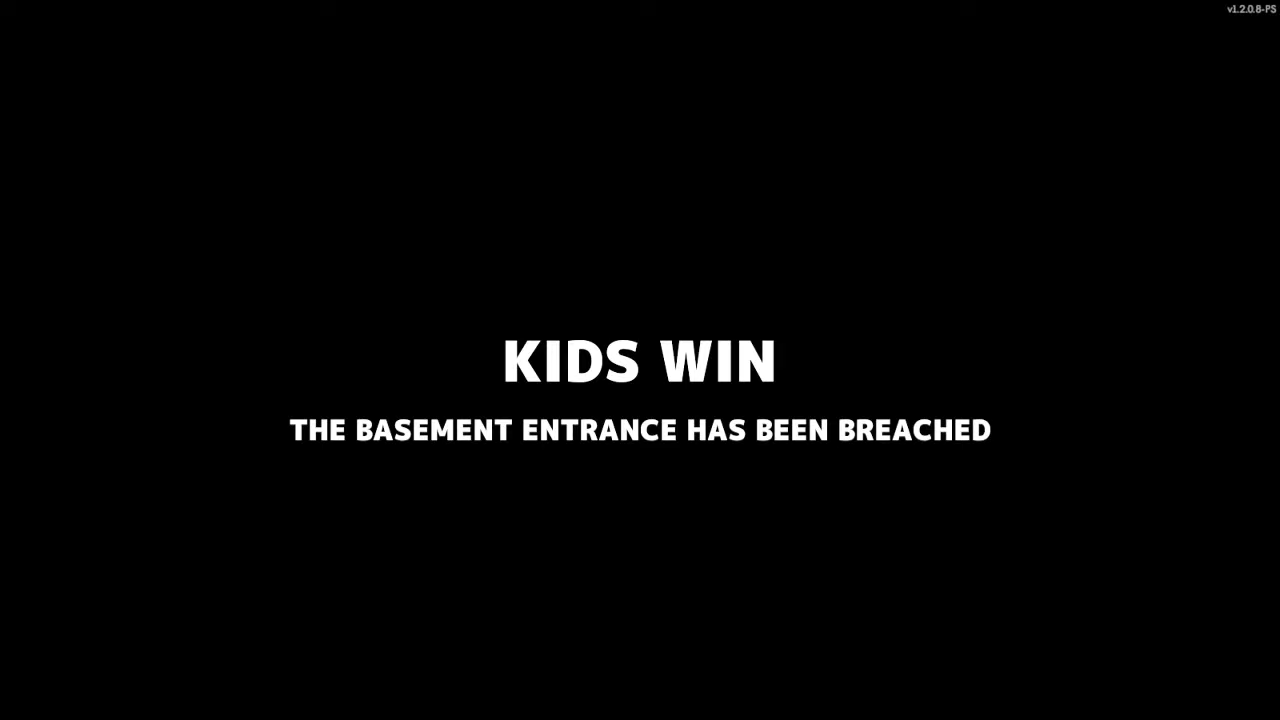 v1.2.0.8-PS
KIDS WIN
THE BASEMENT ENTRANCE HAS BEEN BREACHED